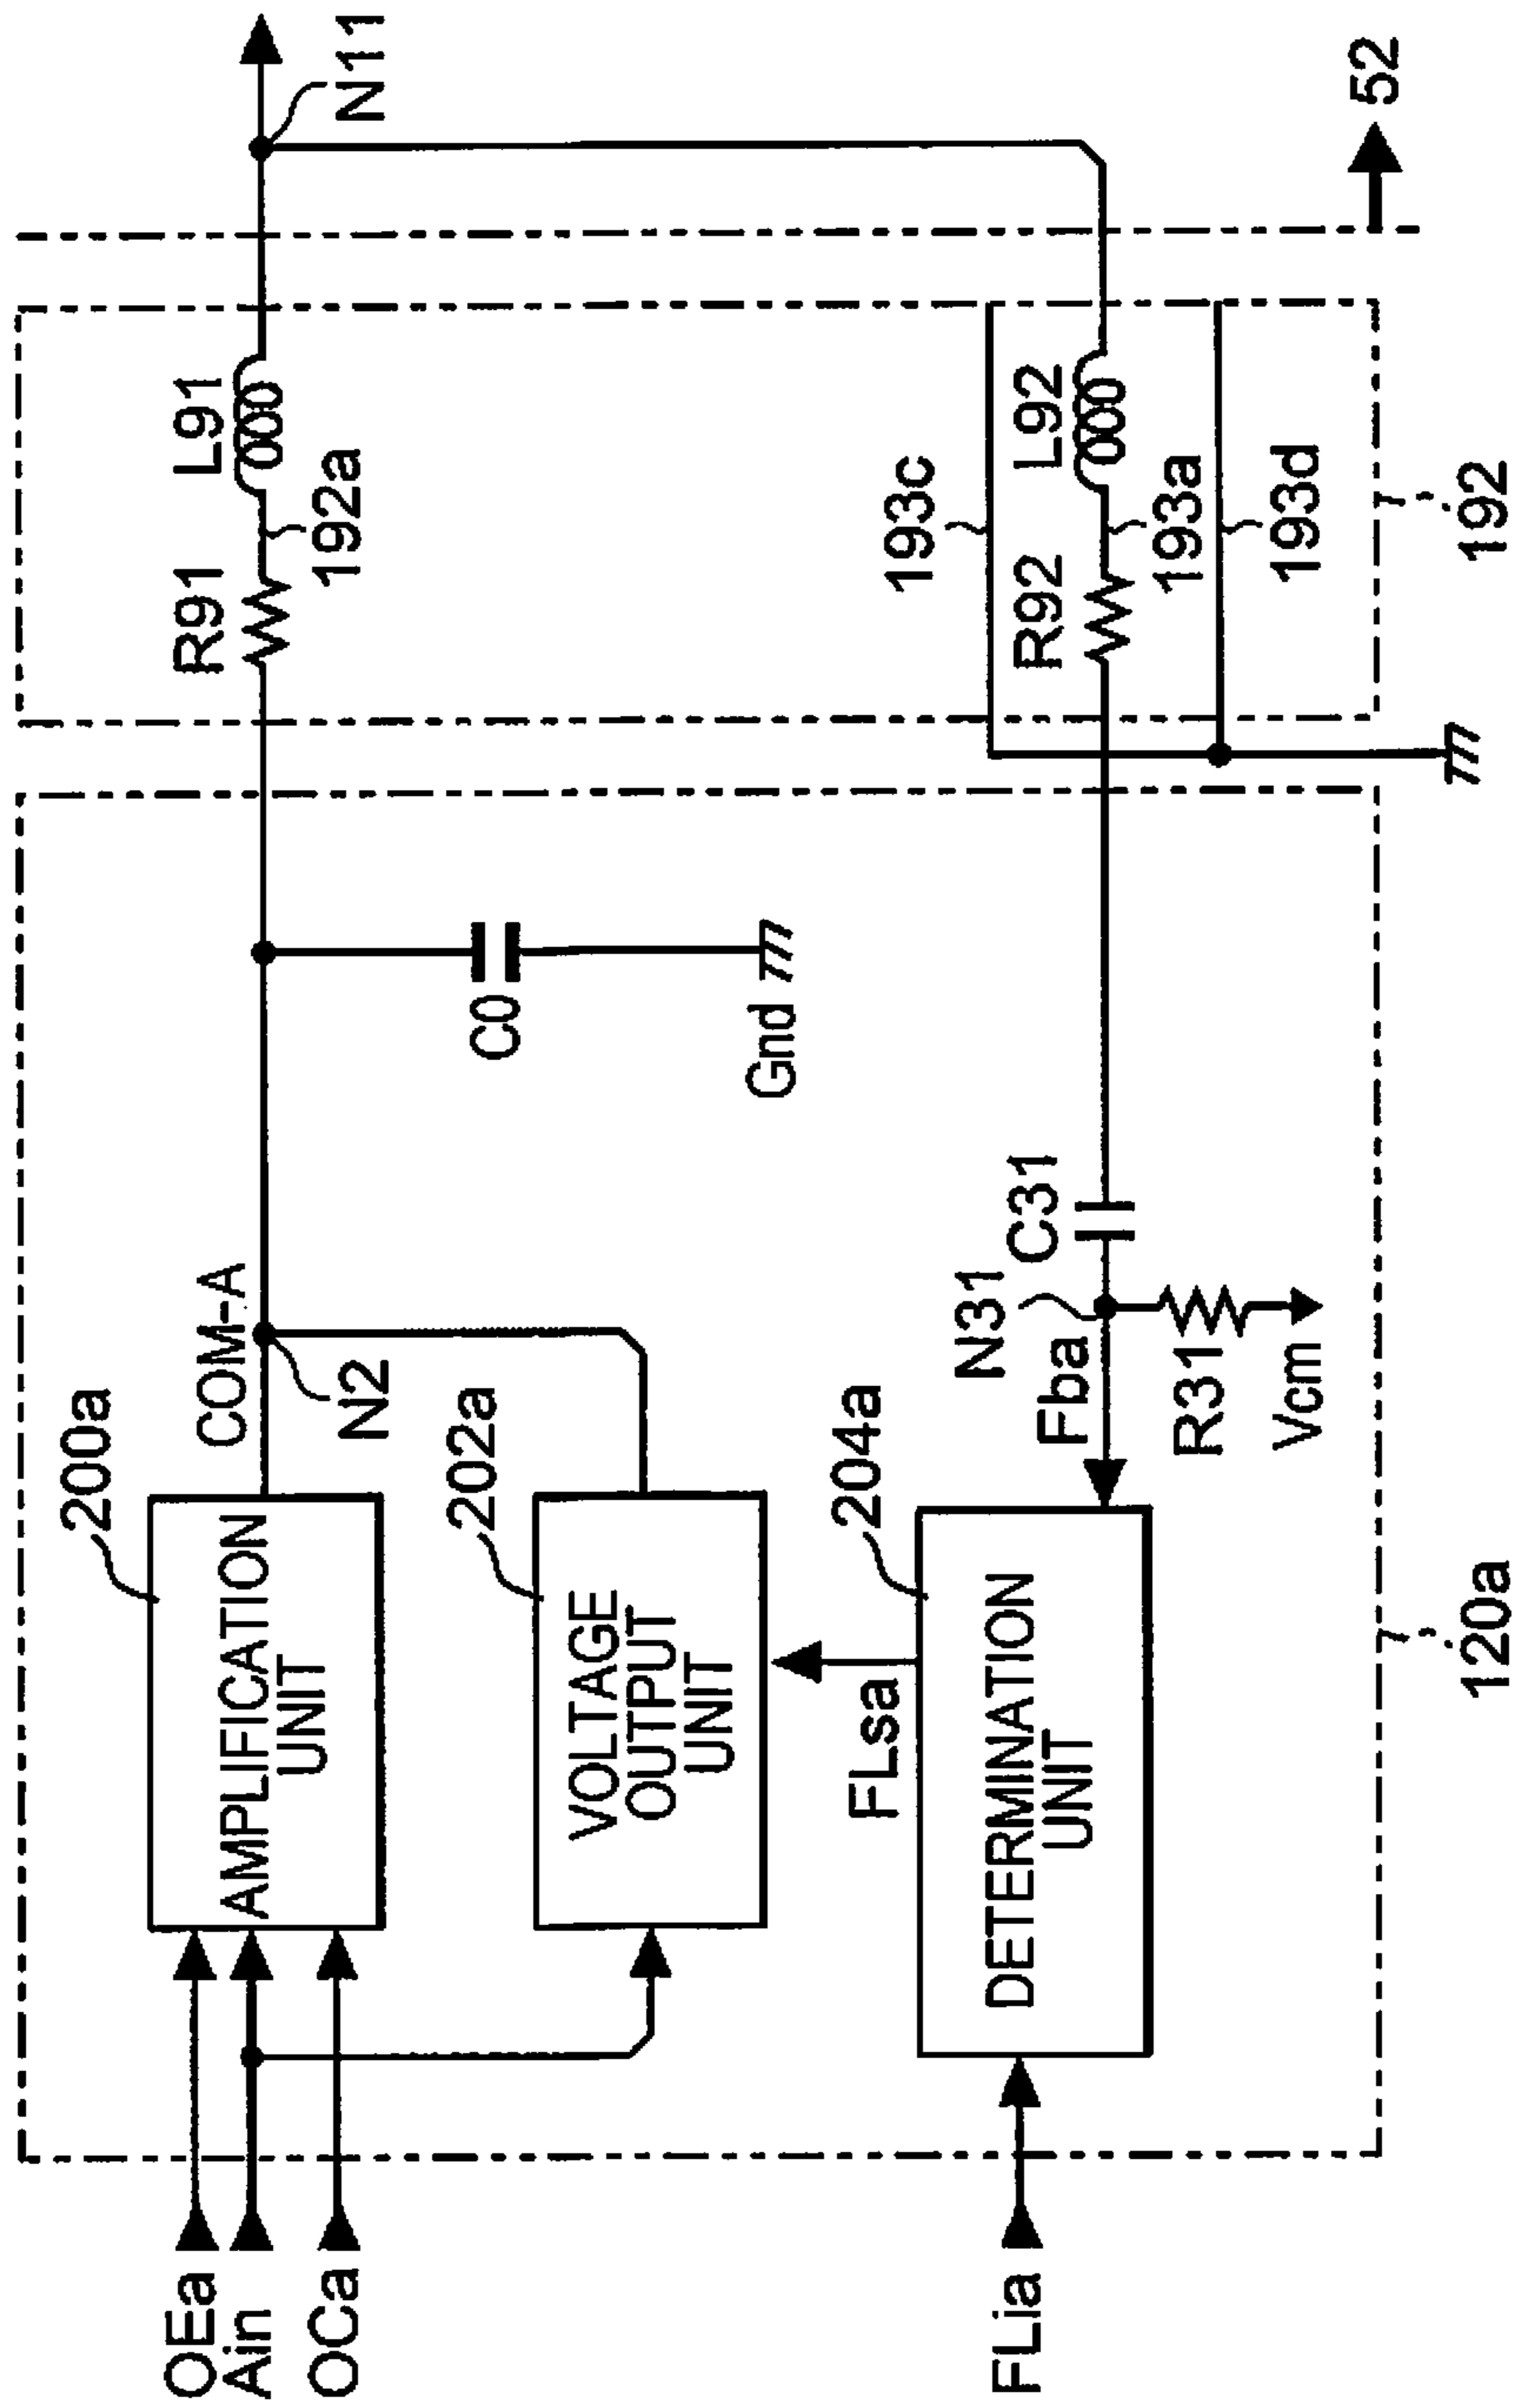 OEa
Ain
OCa
FLia
200a
AMPLIFICATION
UNIT
COM-A
N2
202a
VOLTAGE
OUTPUT
UNIT
FLsa
204a
DETERMINATION
UNIT
Fba
N31
C31
R31
Vcm
120a
C0
Gnd
R91
L91
192a
193c
R92
L92
193a
193d
192
N11
52